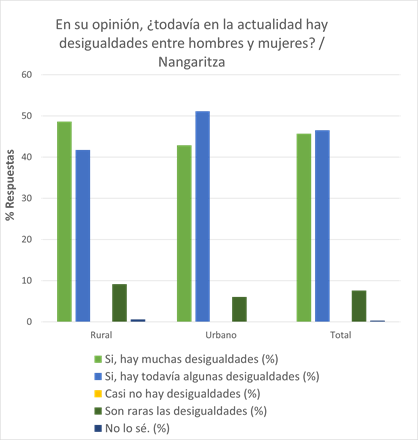 En su opinión, ¿todavía en la actualidad hay
desigualdades entre hombres y mujeres? /
Nangaritza
% Respuestas
60
50
40
30
20
10
0
Rural
Urbano
Total
Si, hay muchas desigualdades (%)
Si, hay todavía algunas desigualdades (%)
Casi no hay desigualdades (%)
Son raras las desigualdades (%)
No lo sé. (%)